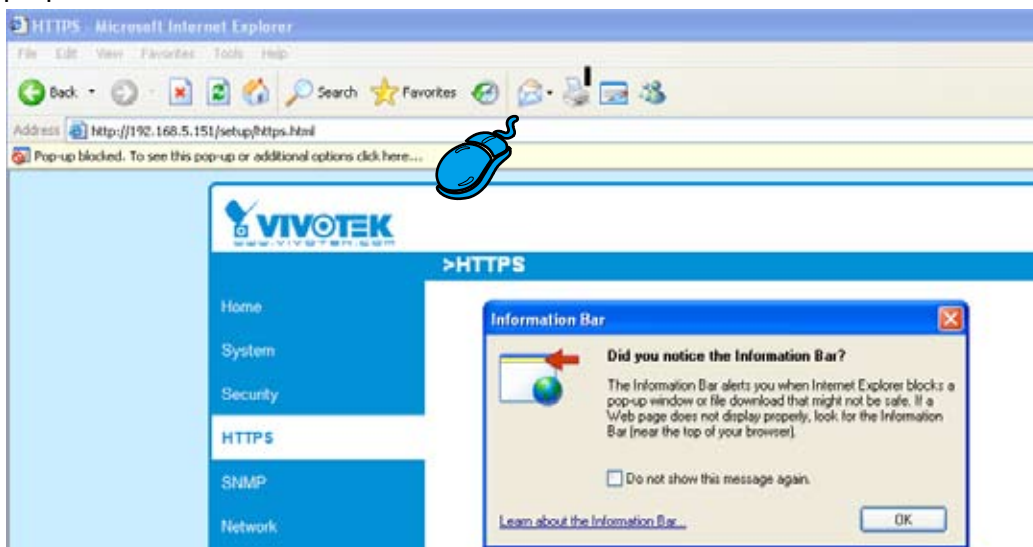 HTTPS - Microsoft Internet Explorer
File Edit View Favorites Tools Help
Back Search Favorites
Address http://192.168.5.151/setup/https.html
Pop-up blocked. To see this pop-up or additional options click here...
VIVOTEK
www.vivotek.com
>HTTPS
Home
System
Security
HTTPS
SNMP
Network
Information Bar
Did you notice the Information Bar?
The Information Bar alerts you when Internet Explorer blocks a
pop-up window or file download that might not be safe. If a
Web page does not display properly, look for the Information
Bar (near the top of your browser).
Do not show this message again.
Learn about the Information Bar...
OK